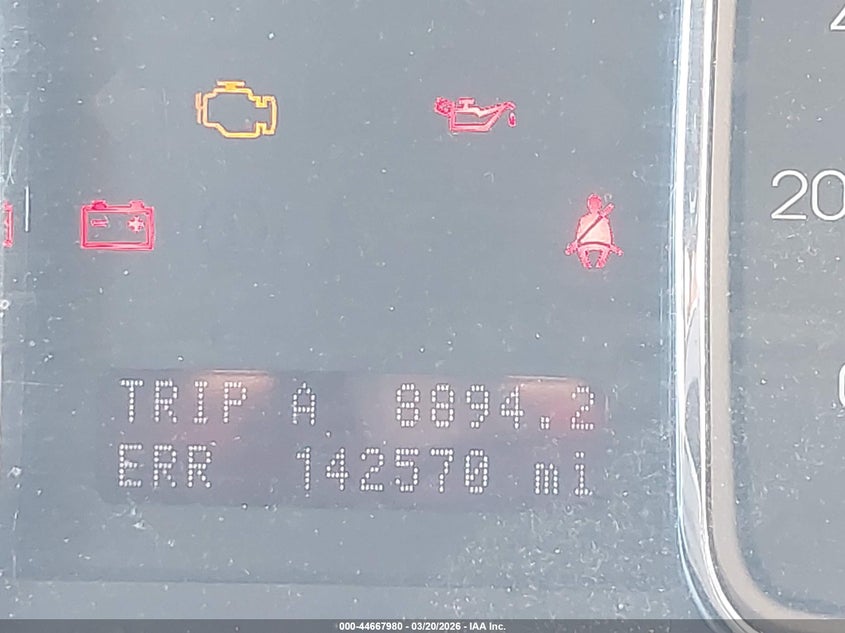 20
TRIP A 8894.2
ERR 142570 mi
000-44667980 - 03/20/2026 - IAA Inc.